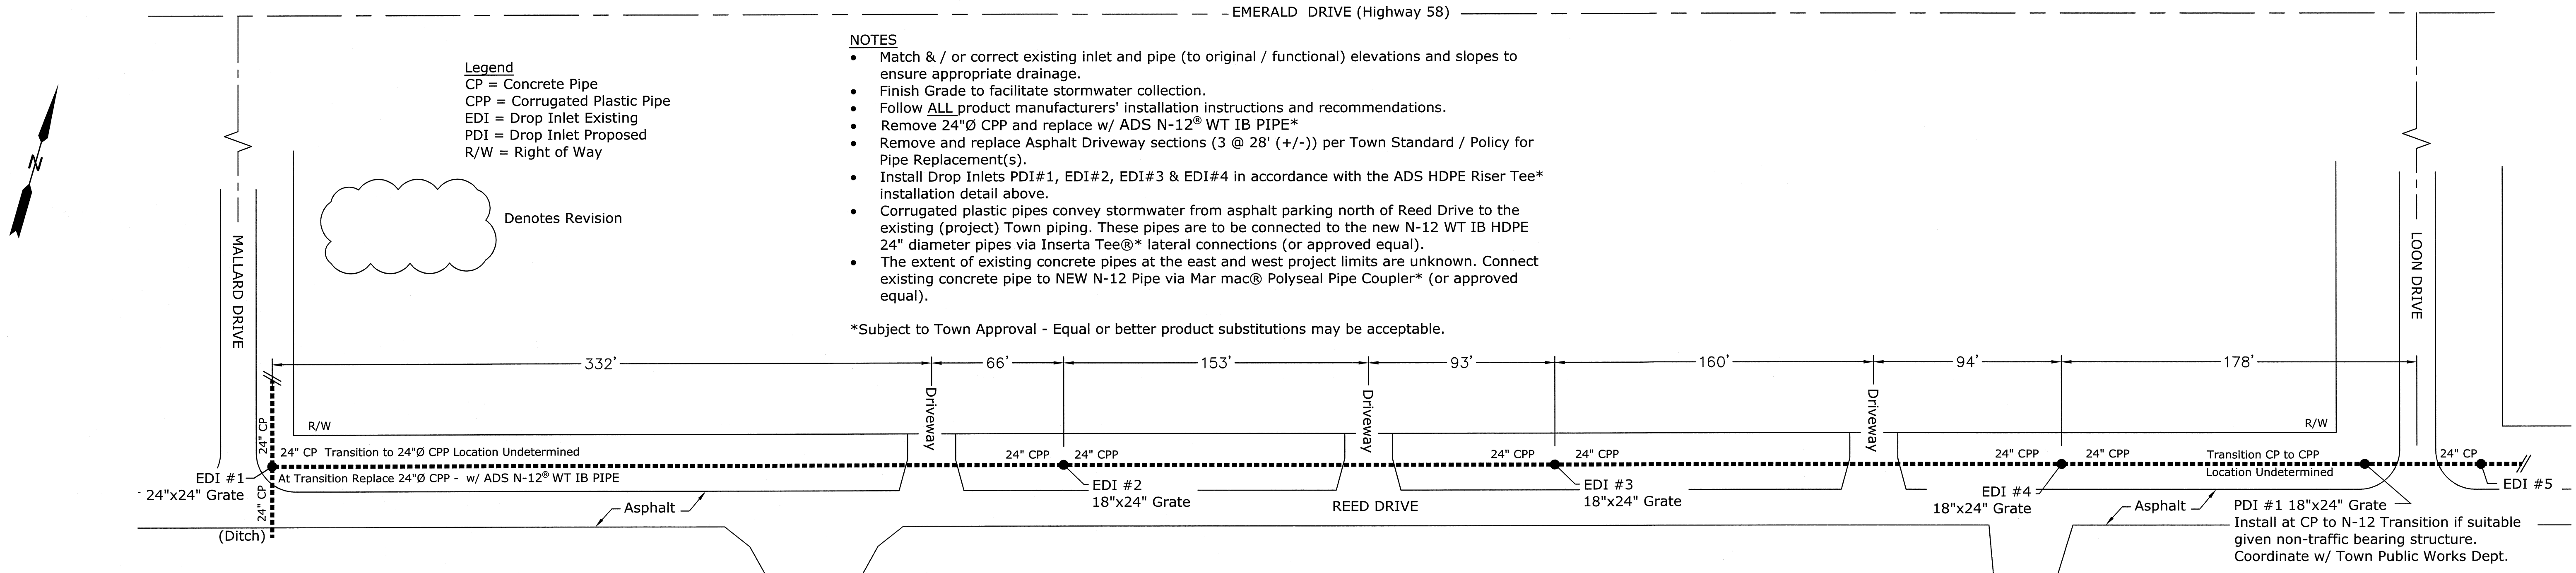 EMERALD DRIVE (Highway 58)
Legend
CP = Concrete Pipe
CPP = Corrugated Plastic Pipe
EDI = Drop Inlet Existing
PDI = Drop Inlet Proposed
R/W = Right of Way
Denotes Revision
N
NOTES
• Match & / or correct existing inlet and pipe (to original / functional) elevations and slopes to
ensure appropriate drainage.
• Finish Grade to facilitate stormwater collection.
• Follow ALL product manufacturers' installation instructions and recommendations.
• Remove 24"Ø CPP and replace w/ ADS N-12® WT IB PIPE*
• Remove and replace Asphalt Driveway sections (3 @ 28' (+/-)) per Town Standard / Policy for
Pipe Replacement(s).
• Install Drop Inlets PDI#1, EDI#2, EDI#3 & EDI#4 in accordance with the ADS HDPE Riser Tee*
installation detail above.
• Corrugated plastic pipes convey stormwater from asphalt parking north of Reed Drive to the
existing (project) Town piping. These pipes are to be connected to the new N-12 WT IB HDPE
24" diameter pipes via Inserta Tee®* lateral connections (or approved equal).
• The extent of existing concrete pipes at the east and west project limits are unknown. Connect
existing concrete pipe to NEW N-12 Pipe via Mar mac® Polyseal Pipe Coupler* (or approved
equal).
*Subject to Town Approval - Equal or better product substitutions may be acceptable.
MALLARD DRIVE
LOON DRIVE
332'
66'
153'
93'
160'
94'
178'
Driveway
Driveway
Driveway
R/W
R/W
24" CP
24" CP Transition to 24"Ø CPP Location Undetermined
24" CPP
24" CPP
24" CPP
24" CPP
24" CPP
24" CPP
Transition CP to CPP
Location Undetermined
24" CP
EDI #1
24"x24" Grate
At Transition Replace 24"Ø CPP - w/ ADS N-12® WT IB PIPE
24" CP
(Ditch)
Asphalt
EDI #2
18"x24" Grate
REED DRIVE
EDI #3
18"x24" Grate
EDI #4
18"x24" Grate
Asphalt
EDI #5
PDI #1 18"x24" Grate
Install at CP to N-12 Transition if suitable
given non-traffic bearing structure.
Coordinate w/ Town Public Works Dept.